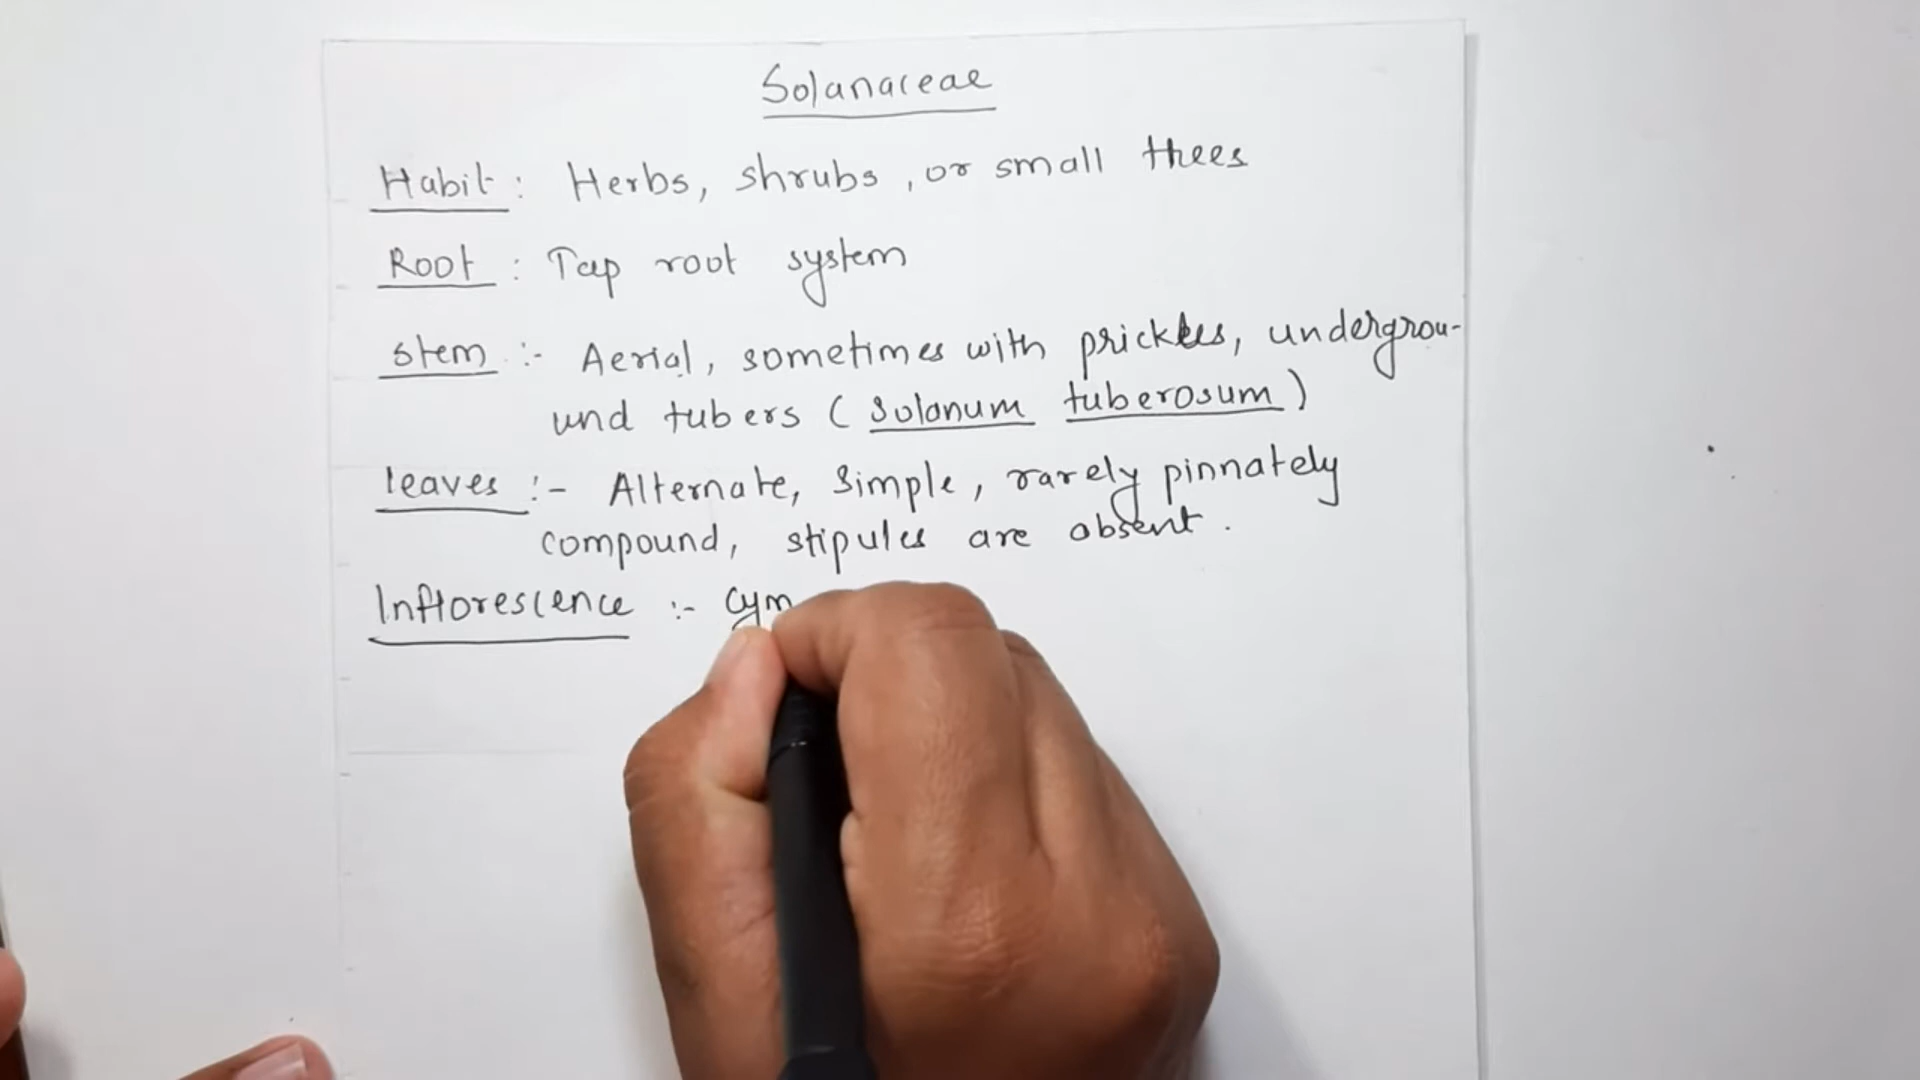 Solanaceae
Habit : Herbs, shrubs, or small trees
Root : Tap root system
Stem :- Aerial, sometimes with prickles, undergrou-
und tubers (Solanum tuberosum)
leaves :- Alternate, Simple, rarely pinnately
compound, stipules are absent.
Inflorescence :- Cym